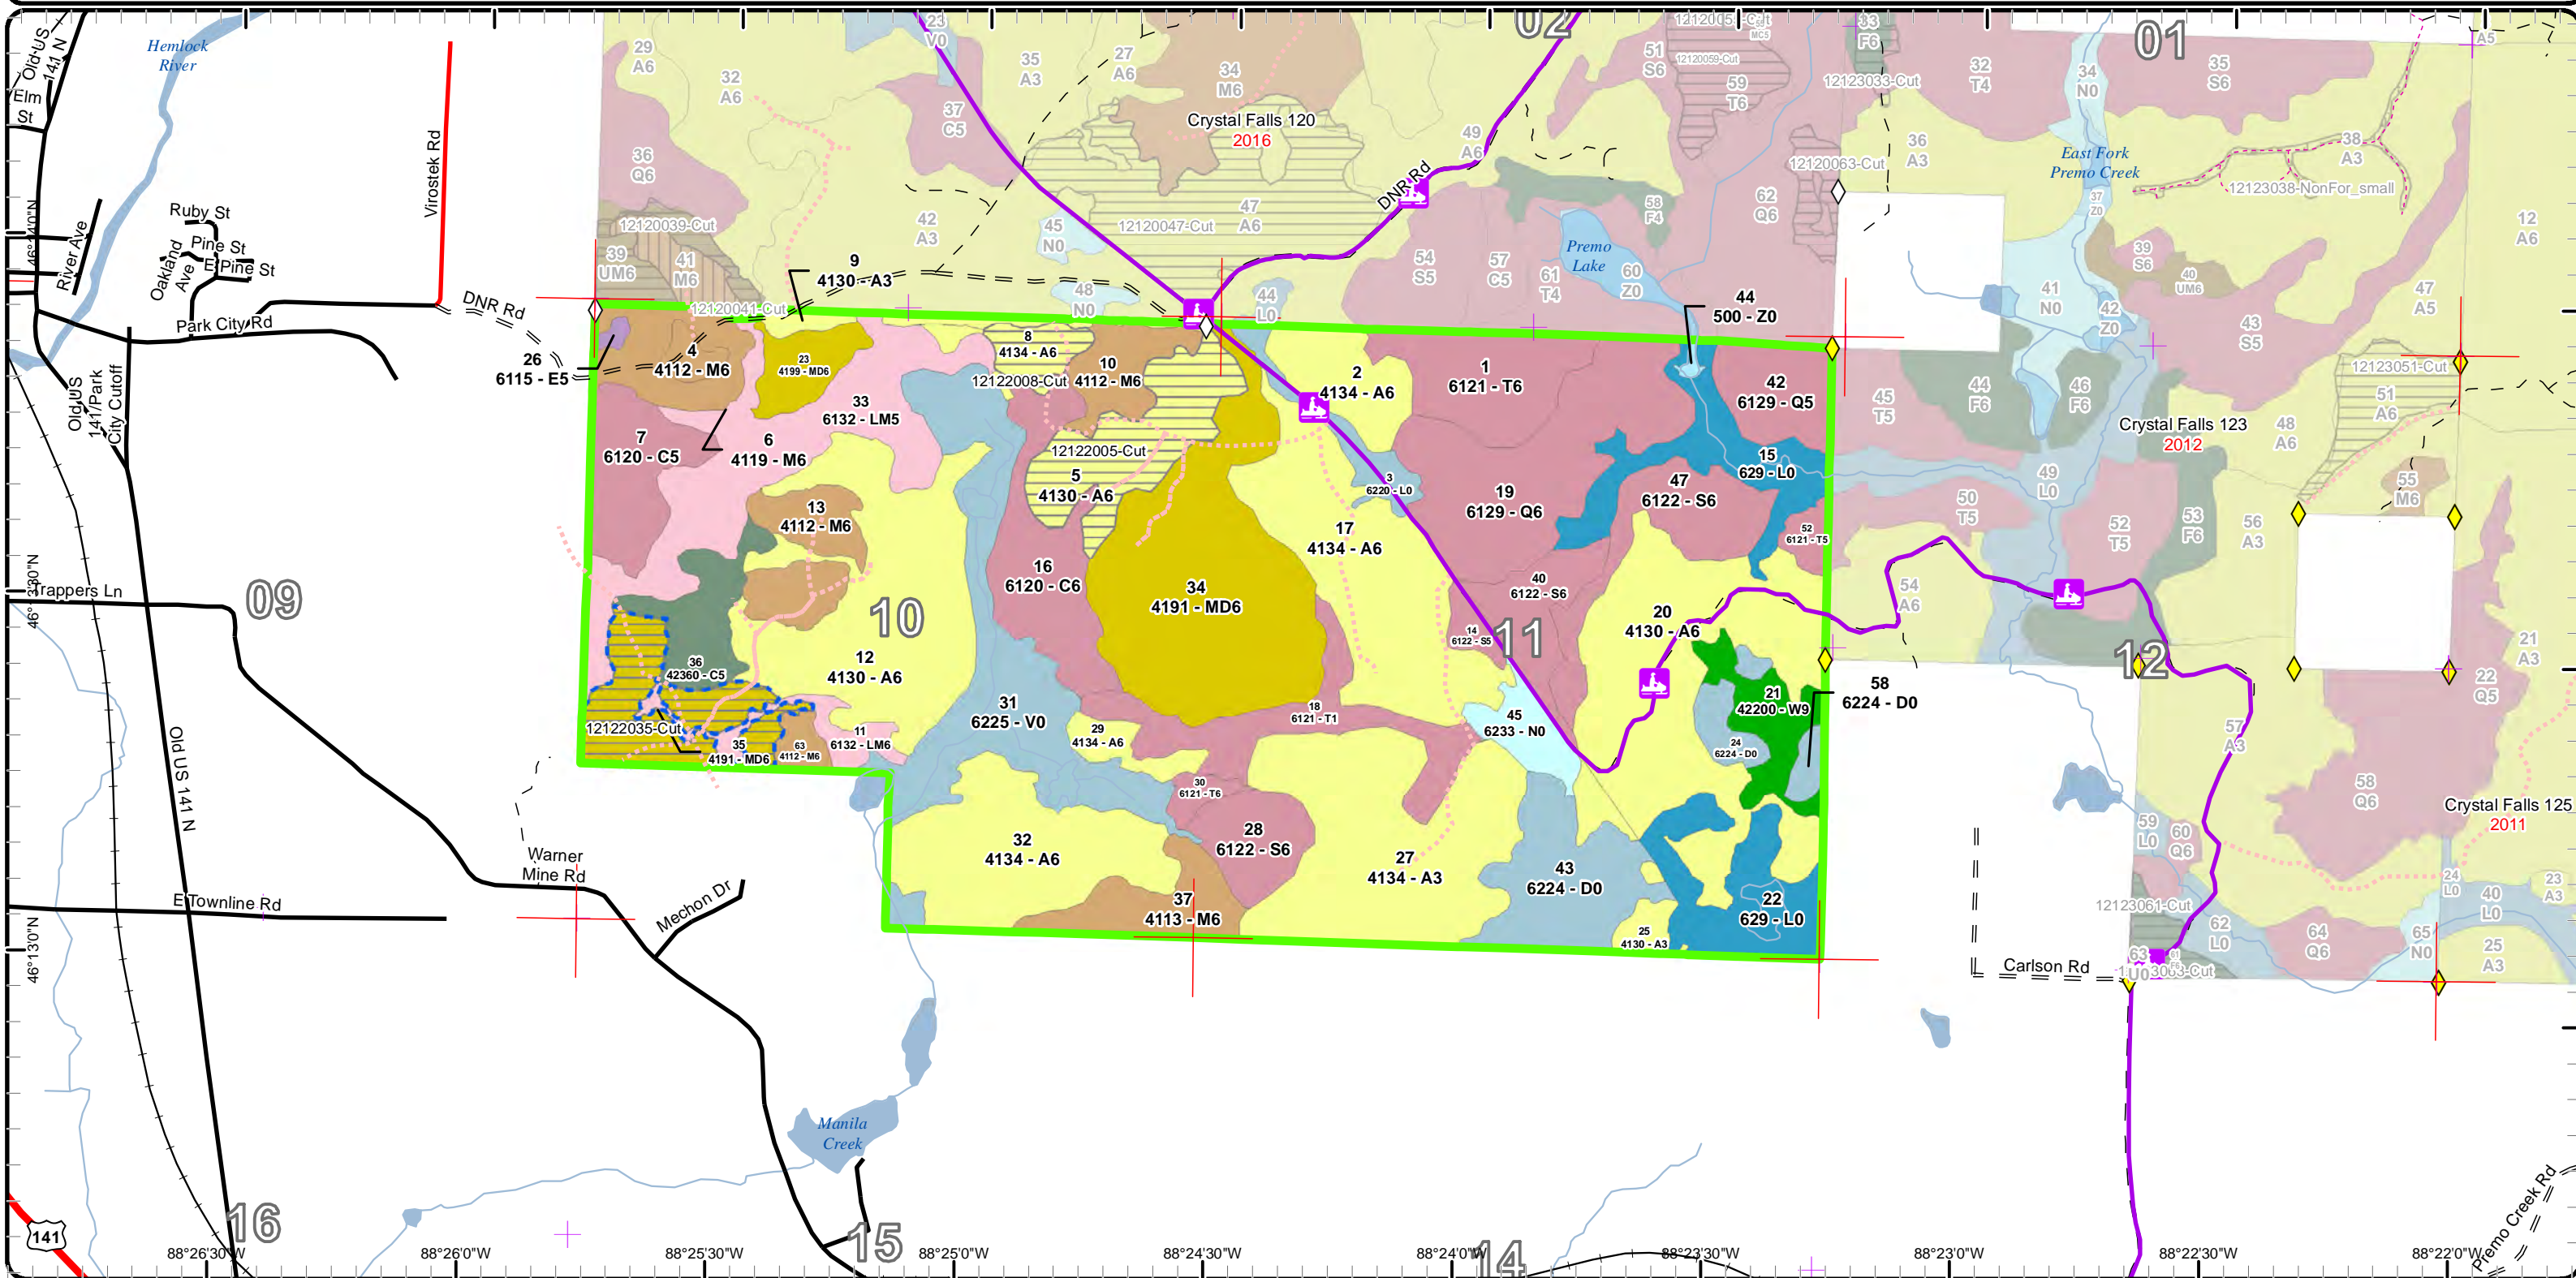 Hemlock
River
Old US
141 N
Elm
St
Virostek Rd
23
V0
29
A6
32
A6
35
A3
27
A6
34
M6
02
12120059-Cut
51
S6
59
T6
33
F6
12123033-Cut
32
T4
34
N0
01
35
S6
A5
37
C5
Crystal Falls 120
2016
49
A6
36
Q6
12120063-Cut
36
A3
East Fork
Premo Creek
38
A3
12123038-NonFor_small
12
A6
DNR Rd
58
F4
62
Q6
37
Z0
Ruby St
Pine St
E Pine St
Oakland
Ave
River Ave
46°14'0"N
12120039-Cut
39
UM6
41
M6
42
A3
45
N0
12120047-Cut
47
A6
54
S5
57
C5
61
T4
Premo
Lake
60
Z0
39
S6
40
UM6
41
N0
42
Z0
43
S5
47
A5
9
4130 - A3
48
N0
44
L0
44
500 - Z0
DNR Rd
Park City Rd
12120041-Cut
26
6115 - E5
4
4112 - M6
23
4199 - MD6
8
4134 - A6
12122008-Cut
10
4112 - M6
2
4134 - A6
1
6121 - T6
42
6129 - Q5
45
T5
44
F6
46
F6
12123051-Cut
51
A6
Old US
141/Park
City Cutoff
33
6132 - LM5
7
6120 - C5
6
4119 - M6
12122005-Cut
5
4130 - A6
3
6220 - L0
19
6129 - Q6
47
6122 - S6
15
629 - L0
Crystal Falls 123
2012
48
A6
49
L0
50
T5
55
M6
13
4112 - M6
17
4134 - A6
52
6121 - T5
52
T5
53
F6
56
A3
16
6120 - C6
34
4191 - MD6
40
6122 - S6
54
A6
46°13'30"N
Trappers Ln
09
10
20
4130 - A6
14
6122 - S5
11
12
21
A3
36
42360 - C5
12
4130 - A6
31
6225 - V0
18
6121 - T1
45
6233 - N0
21
42200 - W9
24
6224 - D0
58
6224 - D0
22
Q5
57
A3
12122035-Cut
35
4191 - MD6
63
4112 - M6
11
6132 - LM6
29
4134 - A6
30
6121 - T6
58
Q6
Crystal Falls 125
2011
Old US 141 N
Warner
Mine Rd
32
4134 - A6
28
6122 - S6
27
4134 - A3
43
6224 - D0
59
L0
60
Q6
24
L0
23
A3
40
L0
E Townline Rd
Mechon Dr
37
4113 - M6
25
4130 - A3
22
629 - L0
12123061-Cut
62
L0
64
Q6
65
N0
25
A3
46°13'0"N
Carlson Rd
63
U0
Manila
Creek
Premo Creek Rd
141
16
15
14
88°26'30"W
88°26'0"W
88°25'30"W
88°25'0"W
88°24'30"W
88°24'0"W
88°23'30"W
88°23'0"W
88°22'30"W
88°22'0"W